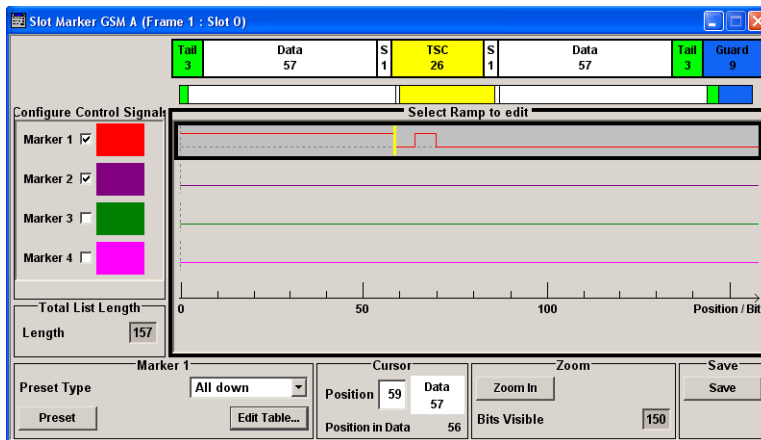 Slot Marker GSM A (Frame 1 : Slot 0)
Tail Data S TSC S Data Tail Guard
3 57 1 26 1 57 3 9
Configure Control Signals
Select Ramp to edit
Marker 1
Marker 2
Marker 3
Marker 4
0 50 100 Position / Bit
Total List Length
Length 157
Marker 1
Preset Type All down
Preset Edit Table...
Cursor
Position 59 Data
57
Position in Data 56
Zoom
Zoom In
Bits Visible 150
Save
Save